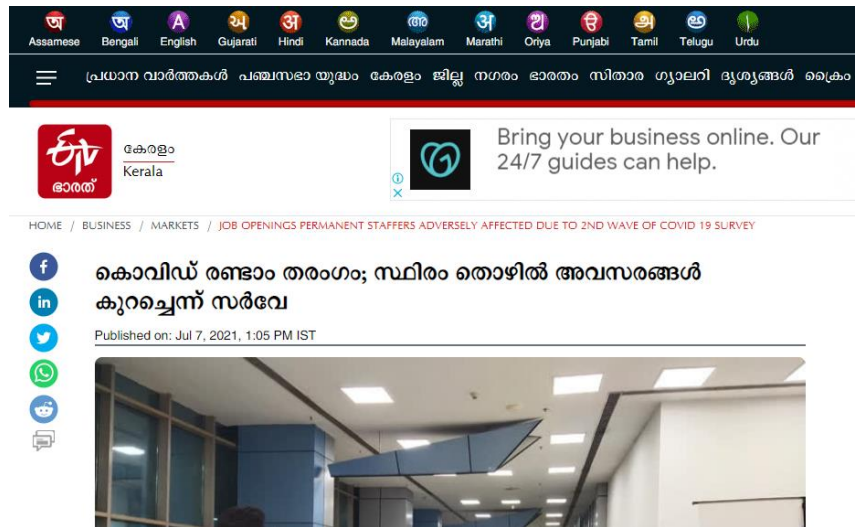 অ অ A અ अ ಅ അ अ ଅ ੳ அ అ ا
Assamese Bengali English Gujarati Hindi Kannada Malayalam Marathi Oriya Punjabi Tamil Telugu Urdu
പ്രധാന വാർത്തകൾ പഞ്ചസഭാ യുദ്ധം കേരളം ജില്ല നഗരം ഭാരതം സിതാര ഗ്യാലറി ദൃശ്യങ്ങൾ ക്രൈം
ഭാരത്
കേരളം
Kerala
Bring your business online. Our
24/7 guides can help.
HOME / BUSINESS / MARKETS / JOB OPENINGS PERMANENT STAFFERS ADVERSELY AFFECTED DUE TO 2ND WAVE OF COVID 19 SURVEY
കൊവിഡ് രണ്ടാം തരംഗം; സ്ഥിരം തൊഴിൽ അവസരങ്ങൾ
കുറച്ചെന്ന് സർവേ
Published on: Jul 7, 2021, 1:05 PM IST